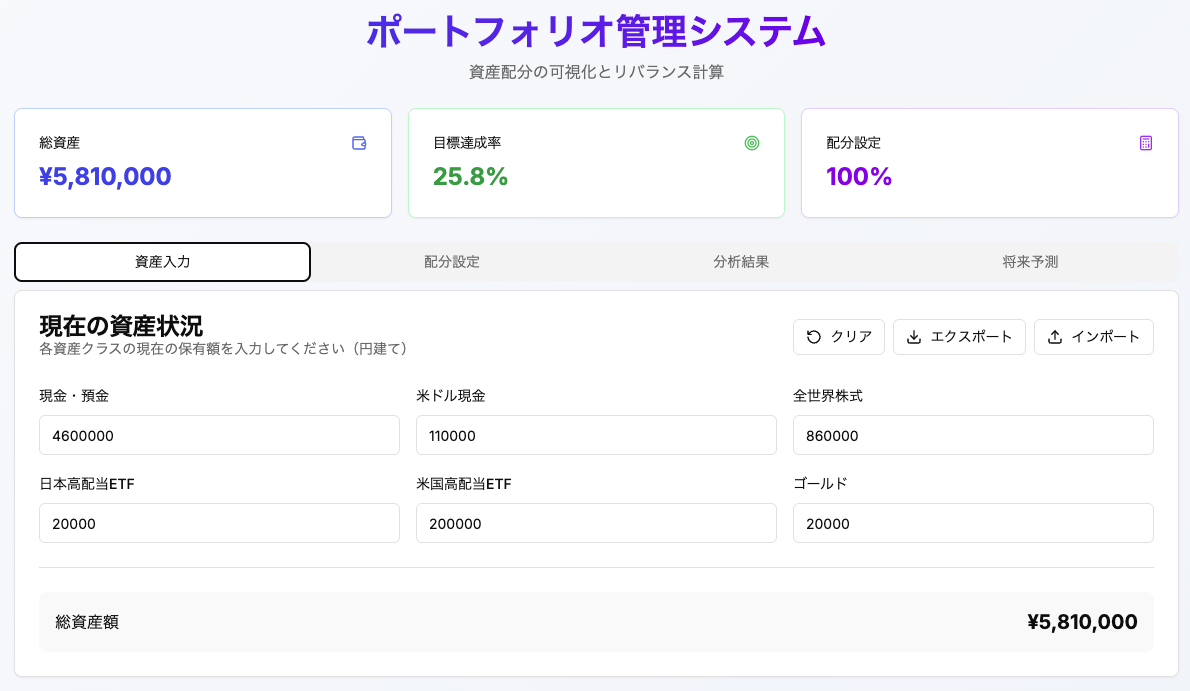 ポートフォリオ管理システム
資産配分の可視化とリバランス計算
総資産
¥5,810,000
目標達成率
25.8%
配分設定
100%
資産入力
配分設定
分析結果
将来予測
現在の資産状況
各資産クラスの現在の保有額を入力してください（円建て）
クリア
エクスポート
インポート
現金・預金
米ドル現金
全世界株式
4600000
110000
860000
日本高配当ETF
米国高配当ETF
ゴールド
20000
200000
20000
総資産額
¥5,810,000